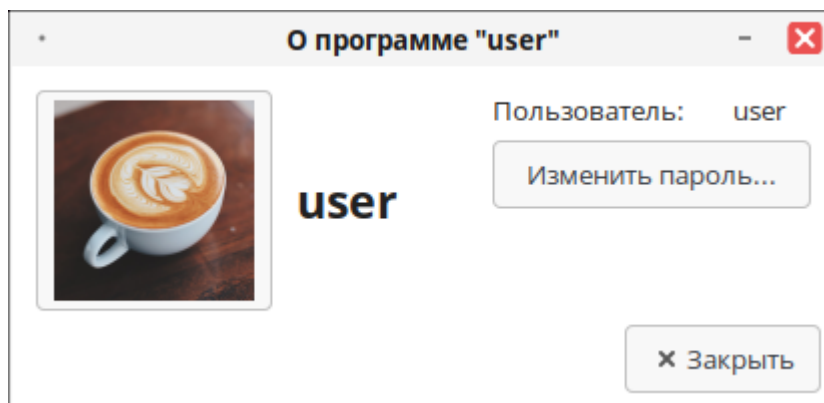 О программе "user"
Пользователь: user
Изменить пароль...
user
Закрыть